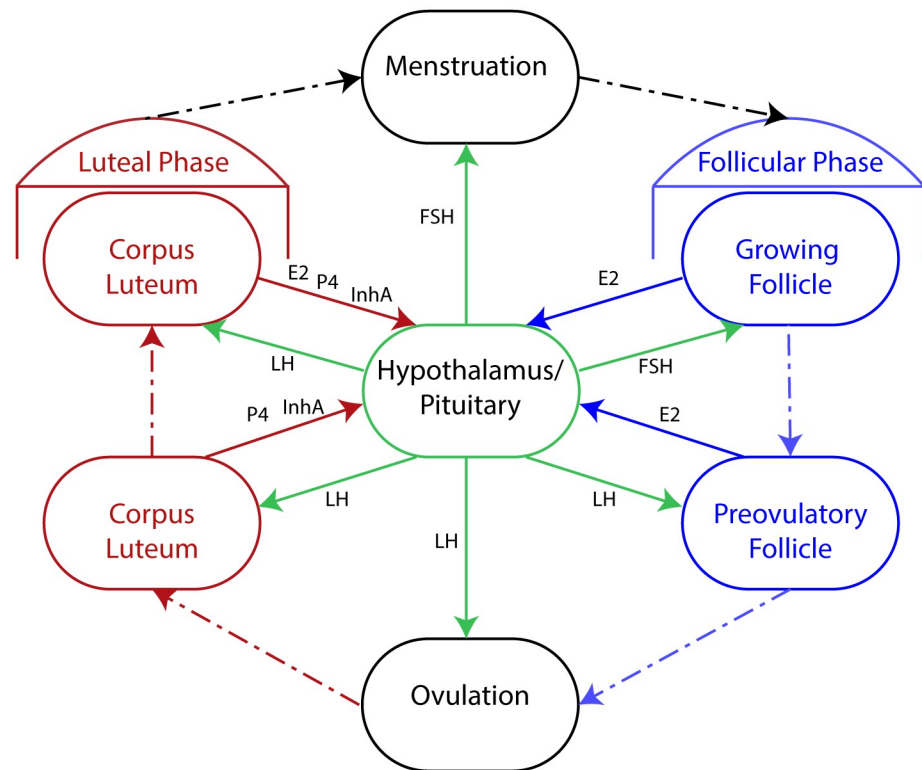 Menstruation
Luteal Phase
Follicular Phase
FSH
Corpus
Luteum
E2
P4
InhA
E2
Growing
Follicle
LH
Hypothalamus/
Pituitary
FSH
P4
InhA
E2
Corpus
Luteum
LH
LH
LH
Preovulatory
Follicle
Ovulation